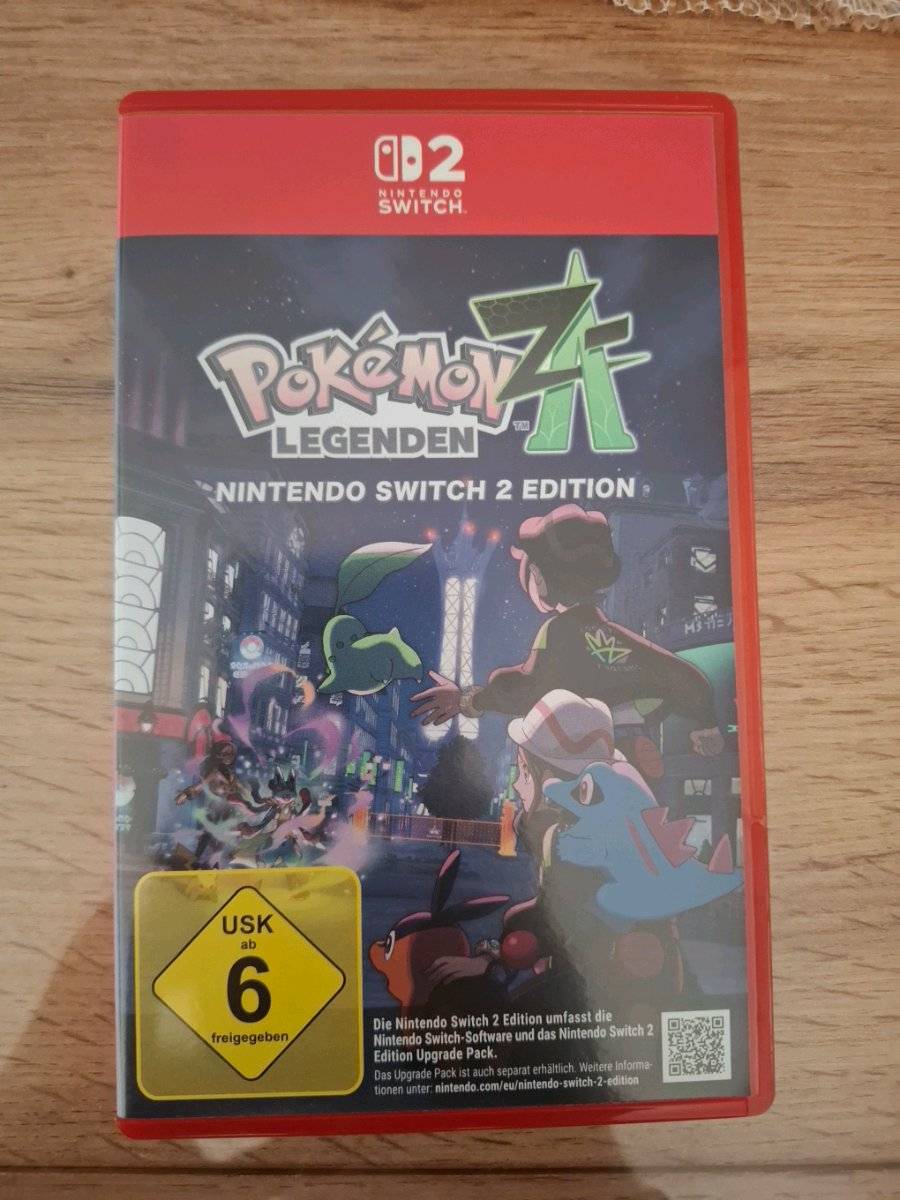 2
NINTENDO
SWITCH™
POKÉMON
LEGENDEN
ZA™
NINTENDO SWITCH 2 EDITION
USK
ab
6
freigegeben
Die Nintendo Switch 2 Edition umfasst die
Nintendo Switch-Software und das Nintendo Switch 2
Edition Upgrade Pack.
Das Upgrade Pack ist auch separat erhältlich. Weitere Informa-
tionen unter: nintendo.com/eu/nintendo-switch-2-edition